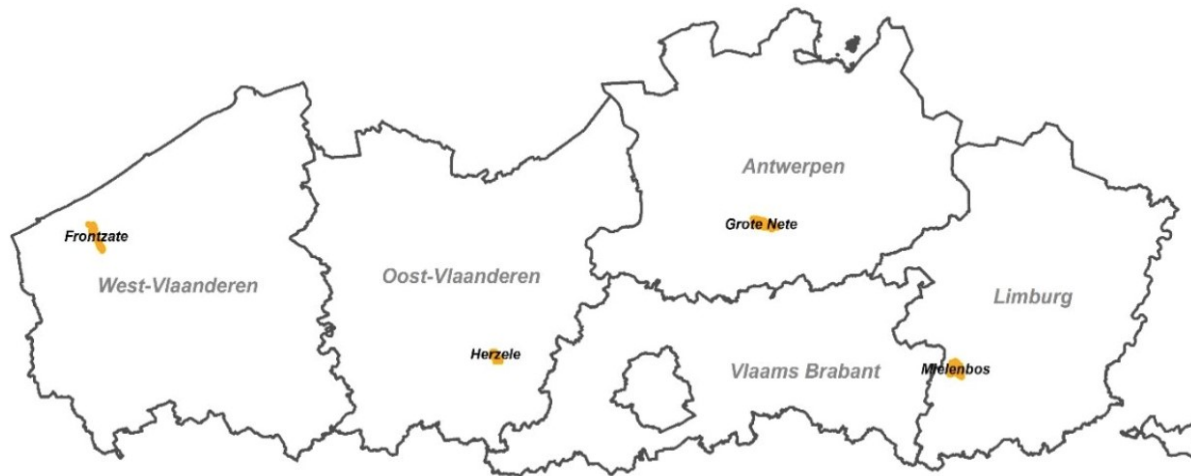 Antwerpen
Grote Nete
Frontzate
West-Vlaanderen
Oost-Vlaanderen
Limburg
Herzele
Vlaams Brabant
Mielenbos